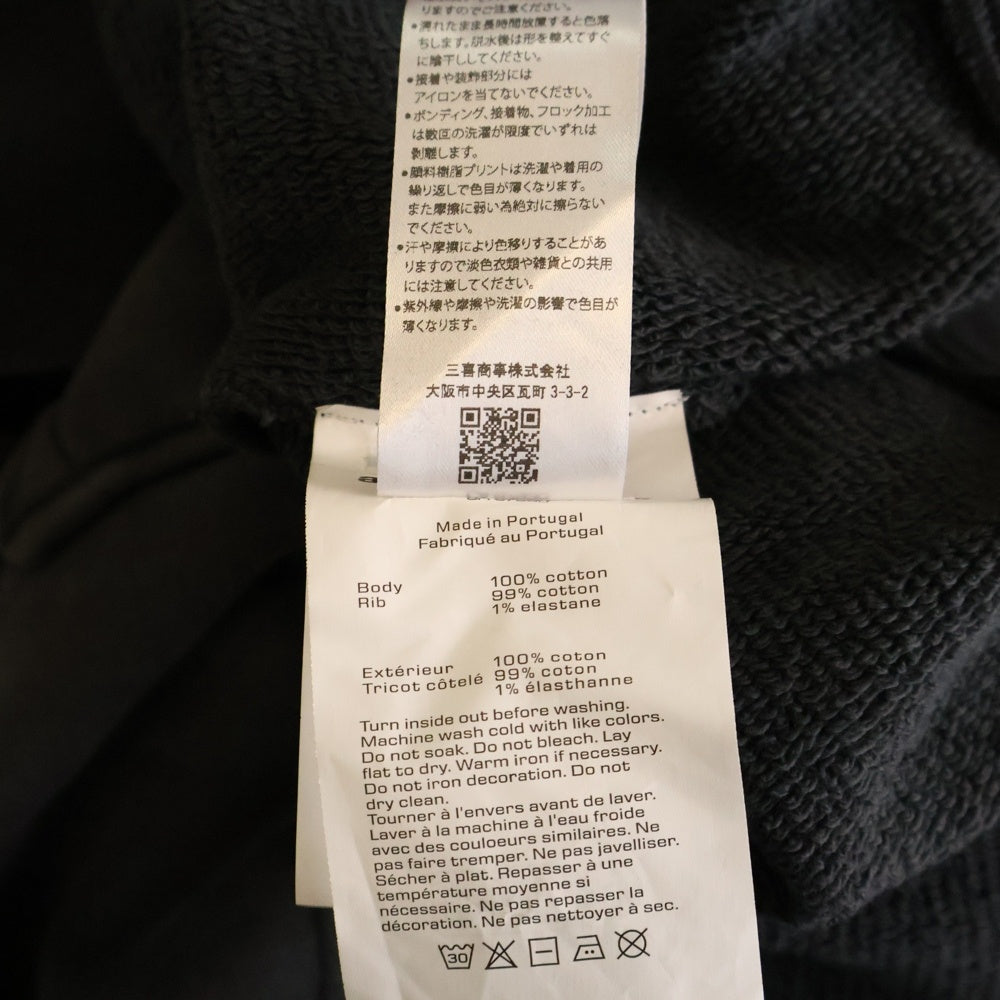 りますのでご注意ください。
●濡れたまま長時間放置すると色落
ちします。脱水後は形を整えてすぐ
に陰干ししてください。
●接着や装飾部分には
アイロンを当てないでください。
●ボンディング、接着物、フロック加工
は数回の洗濯が限度でいずれは
剥離します。
●顔料樹脂プリントは洗濯や着用の
繰り返しで色目が薄くなります。
また摩擦に弱い為絶対に擦らない
でください。
●汗や摩擦により色移りすることがあ
りますので淡色衣類や雑貨との共用
には注意してください。
●紫外線や摩擦や洗濯の影響で色目が
薄くなります。
三喜商事株式会社
大阪市中央区瓦町 3-3-2
Made in Portugal
Fabriqué au Portugal
Body 100% cotton
Rib 99% cotton
1% elastane
Extérieur 100% coton
Tricot côtelé 99% coton
1% élasthanne
Turn inside out before washing.
Machine wash cold with like colors.
Do not soak. Do not bleach. Lay
flat to dry. Warm iron if necessary.
Do not iron decoration. Do not
dry clean.
Tourner à l'envers avant de laver.
Laver à la machine à l'eau froide
avec des couloeurs similaires. Ne
pas faire tremper. Ne pas javelliser.
Sécher à plat. Repasser à une
température moyenne si
nécessaire. Ne pas repasser la
décoration. Ne pas nettoyer à sec.
30